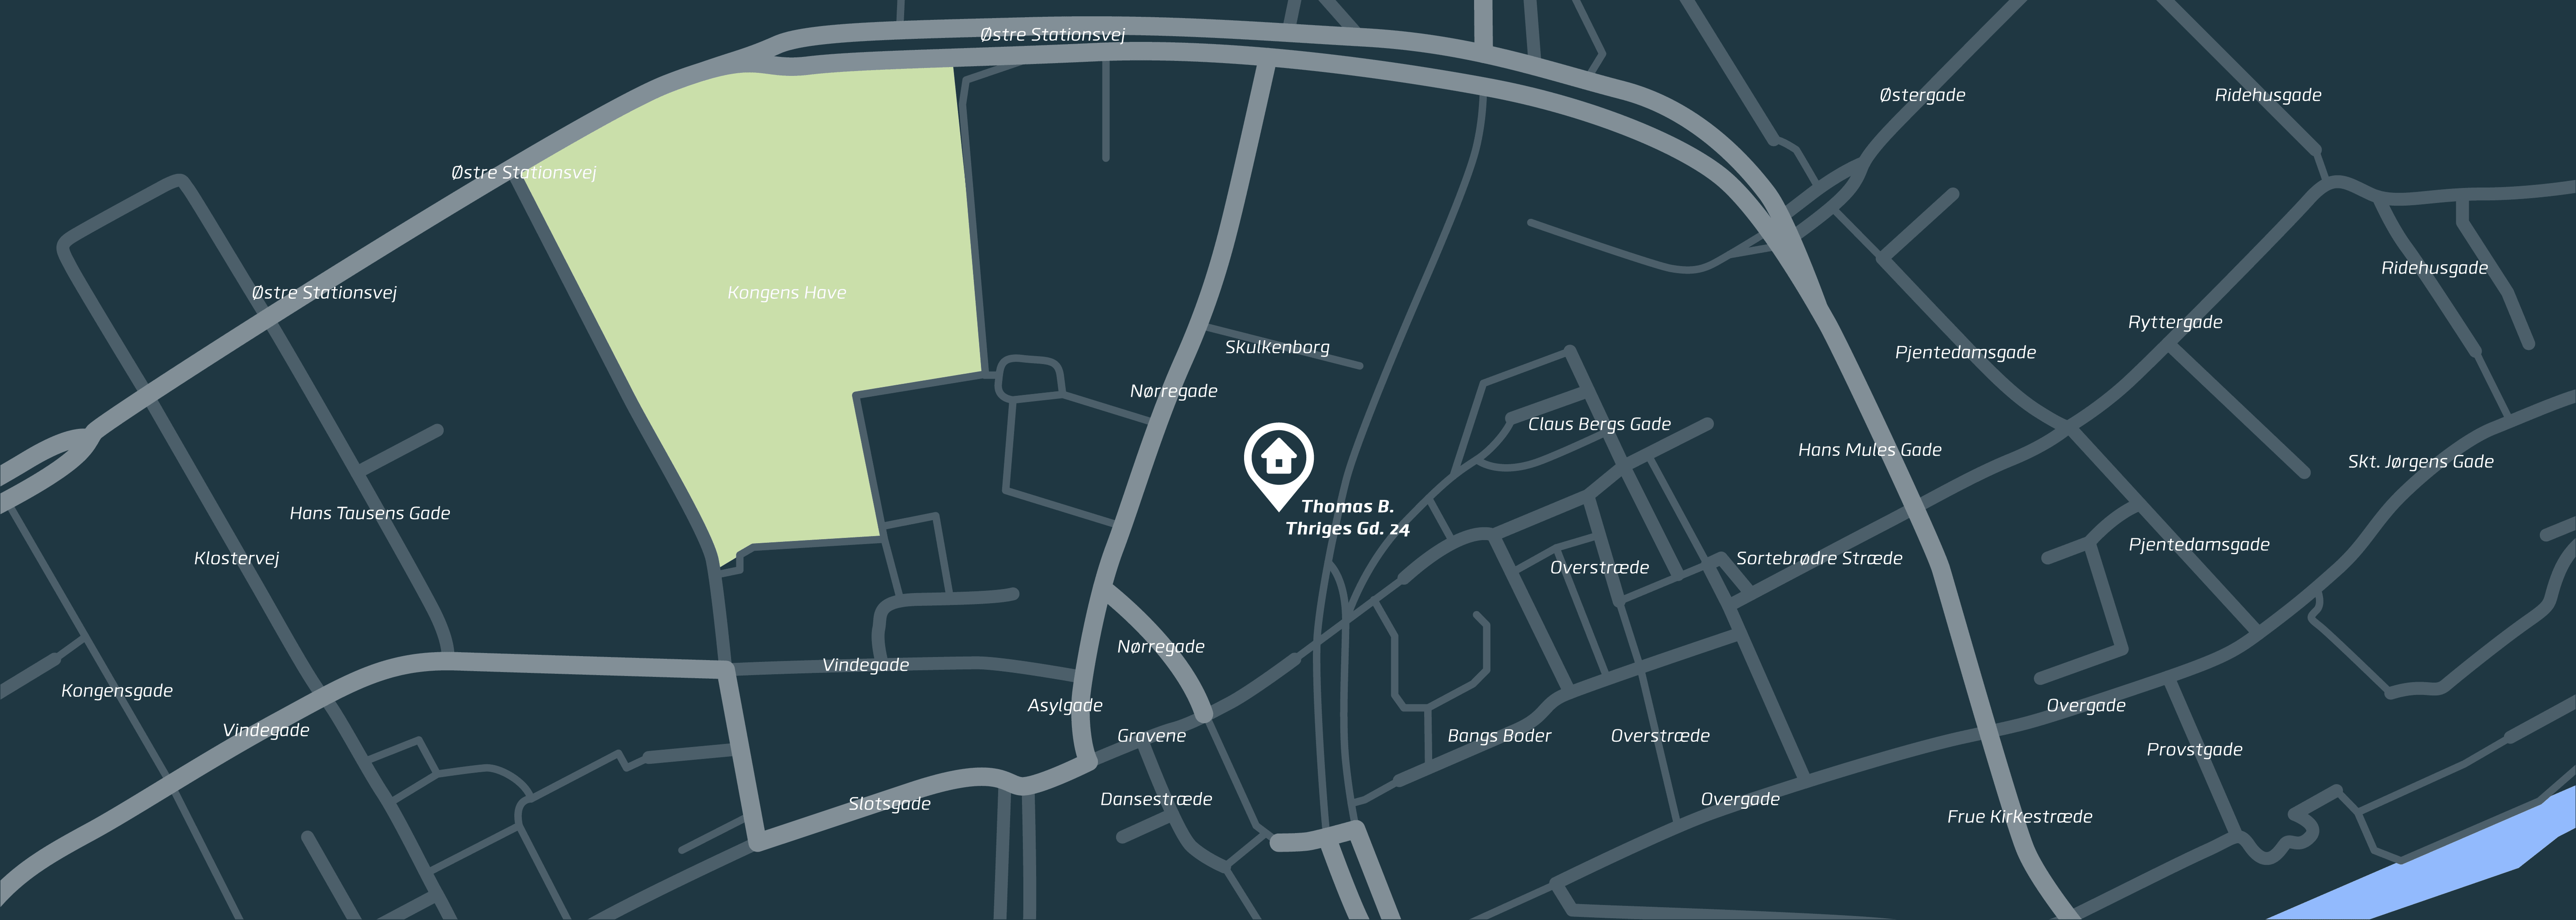 Østre Stationsvej
Østergade
Ridehusgade
Østre Stationsvej
Ridehusgade
Østre Stationsvej
Kongens Have
Ryttergade
Skulkenborg
Pjentedamsgade
Nørregade
Claus Bergs Gade
Hans Mules Gade
Skt. Jørgens Gade
Thomas B.
Thriges Gd. 24
Hans Tausens Gade
Pjentedamsgade
Klostervej
Sortebrødre Stræde
Overstræde
Nørregade
Vindegade
Kongensgade
Asylgade
Overgade
Vindegade
Gravene
Bangs Boder
Overstræde
Provstgade
Dansestræde
Overgade
Slotsgade
Frue Kirkestræde